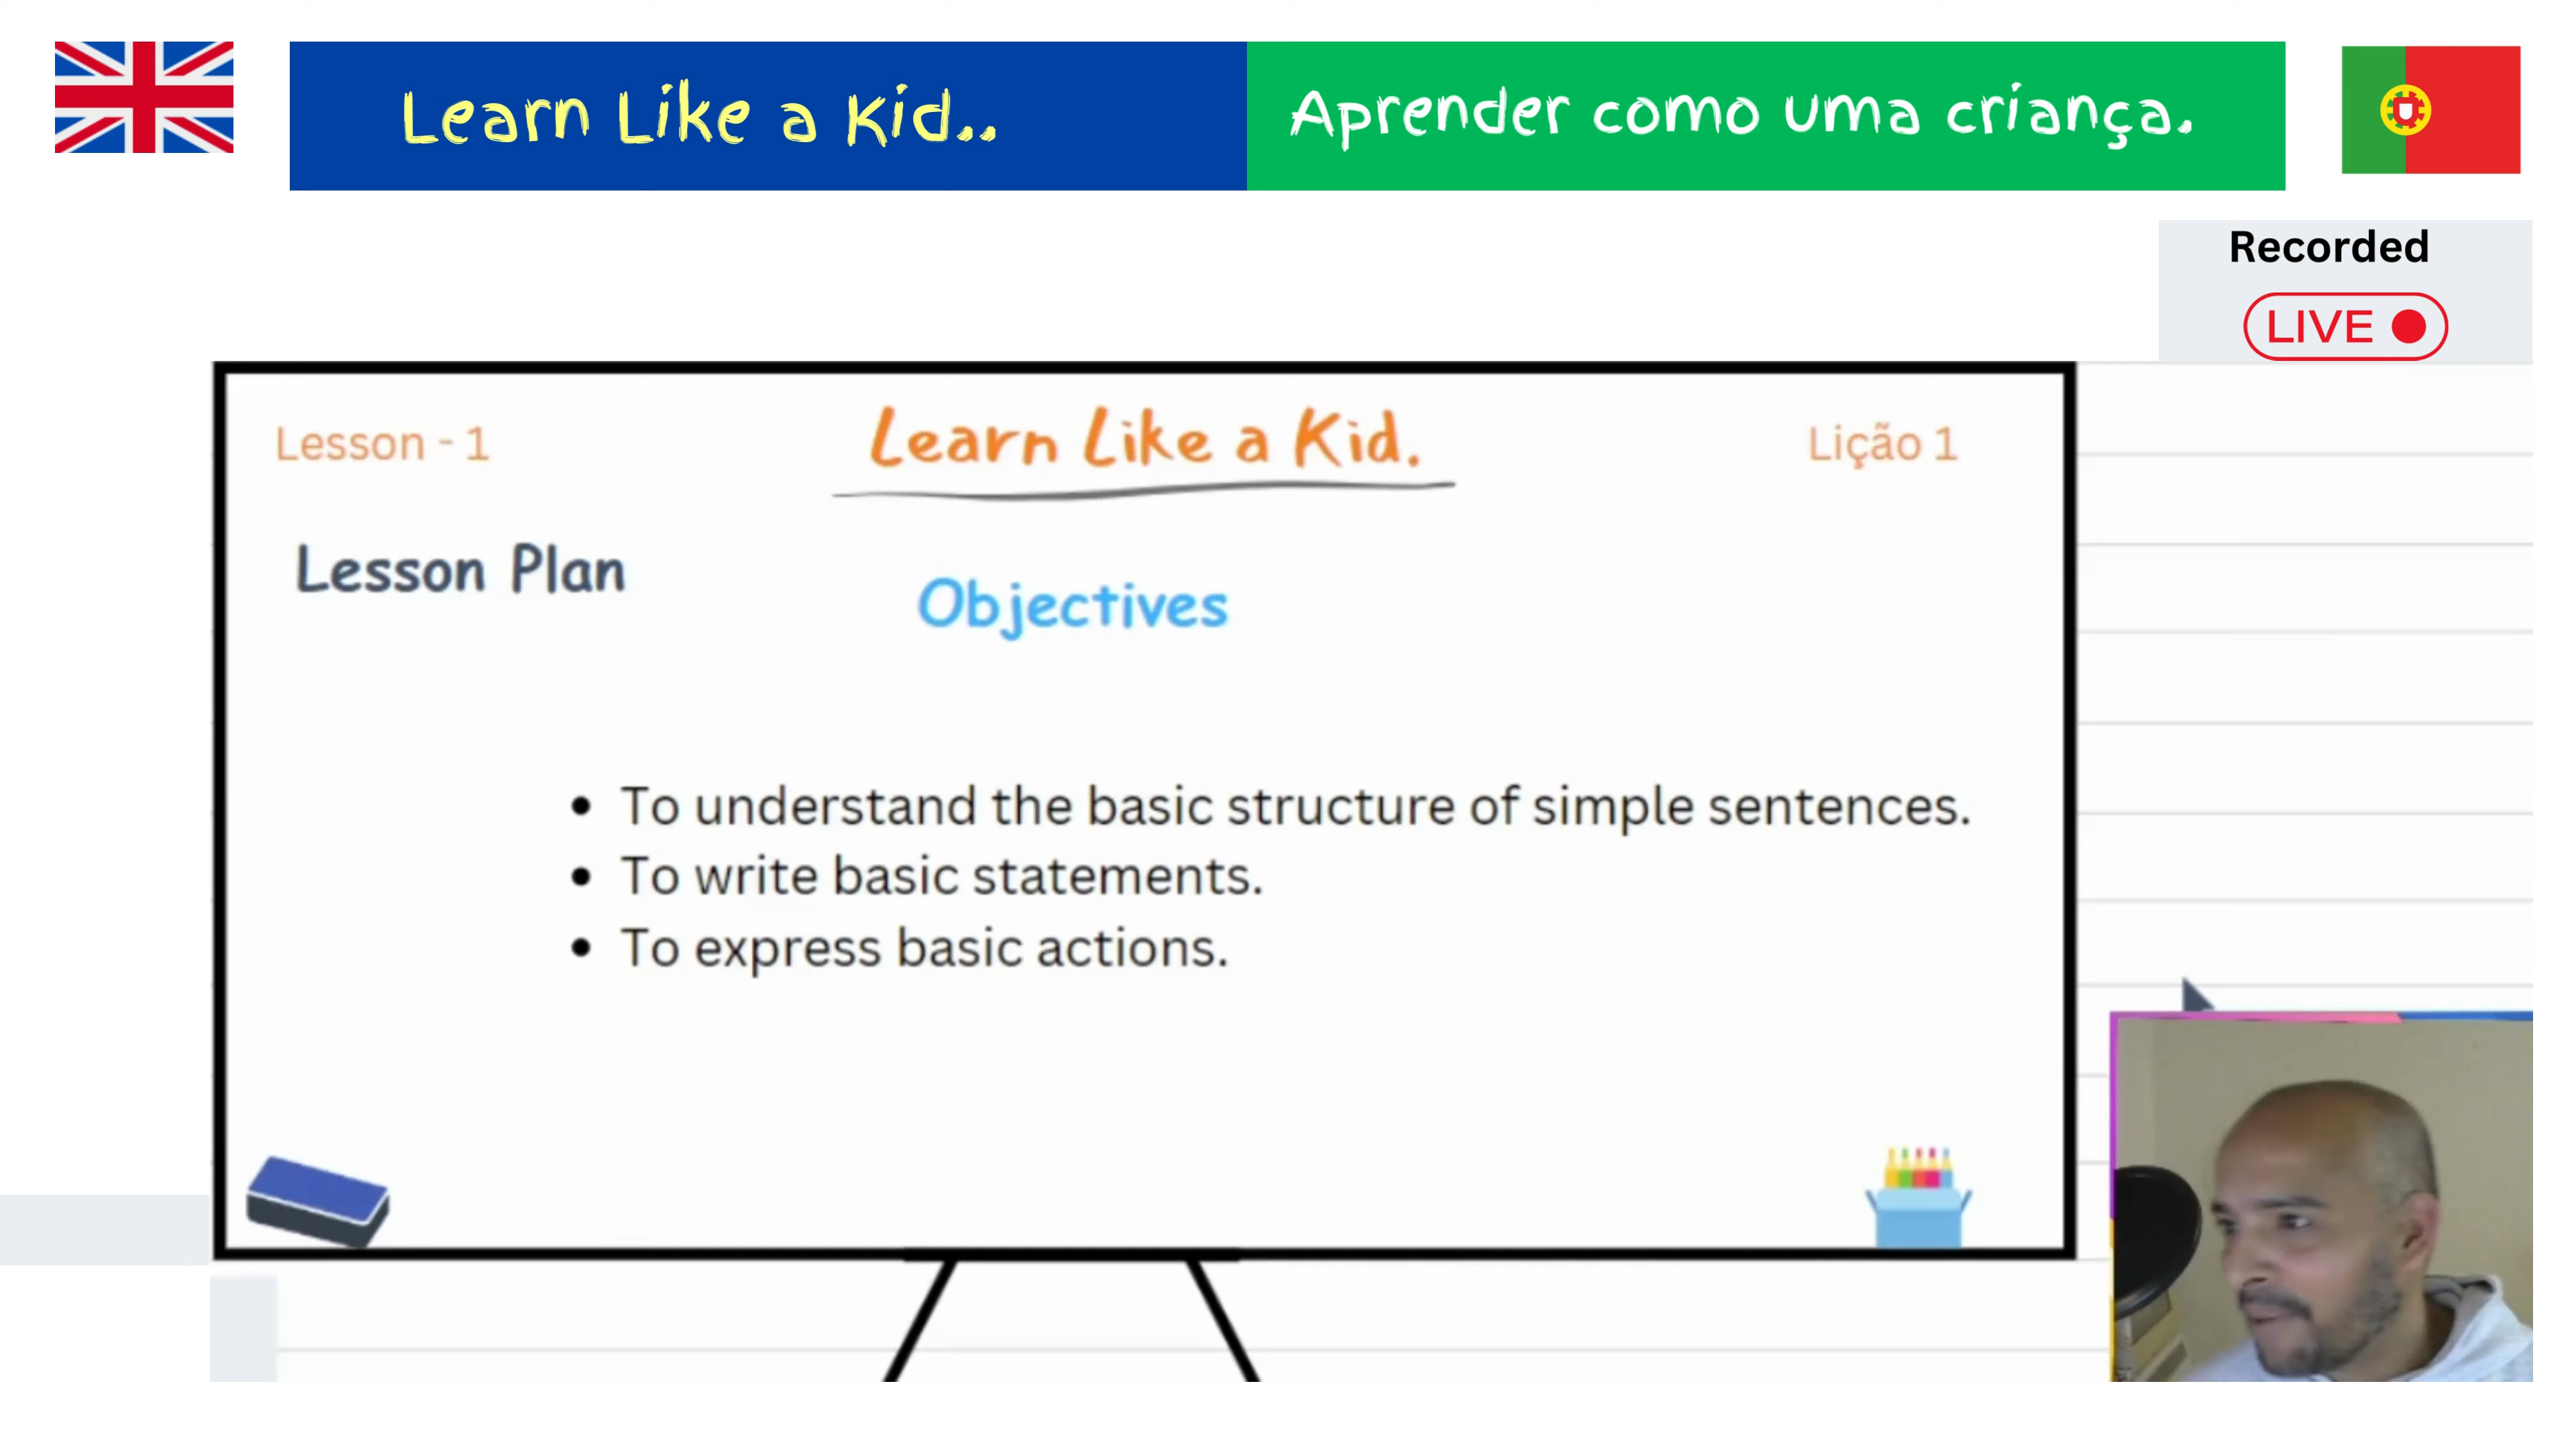 Learn Like a Kid..
Aprender como uma criança.
Recorded
LIVE
Lesson - 1
Learn Like a Kid.
Lição 1
Lesson Plan
Objectives
• To understand the basic structure of simple sentences.
• To write basic statements.
• To express basic actions.